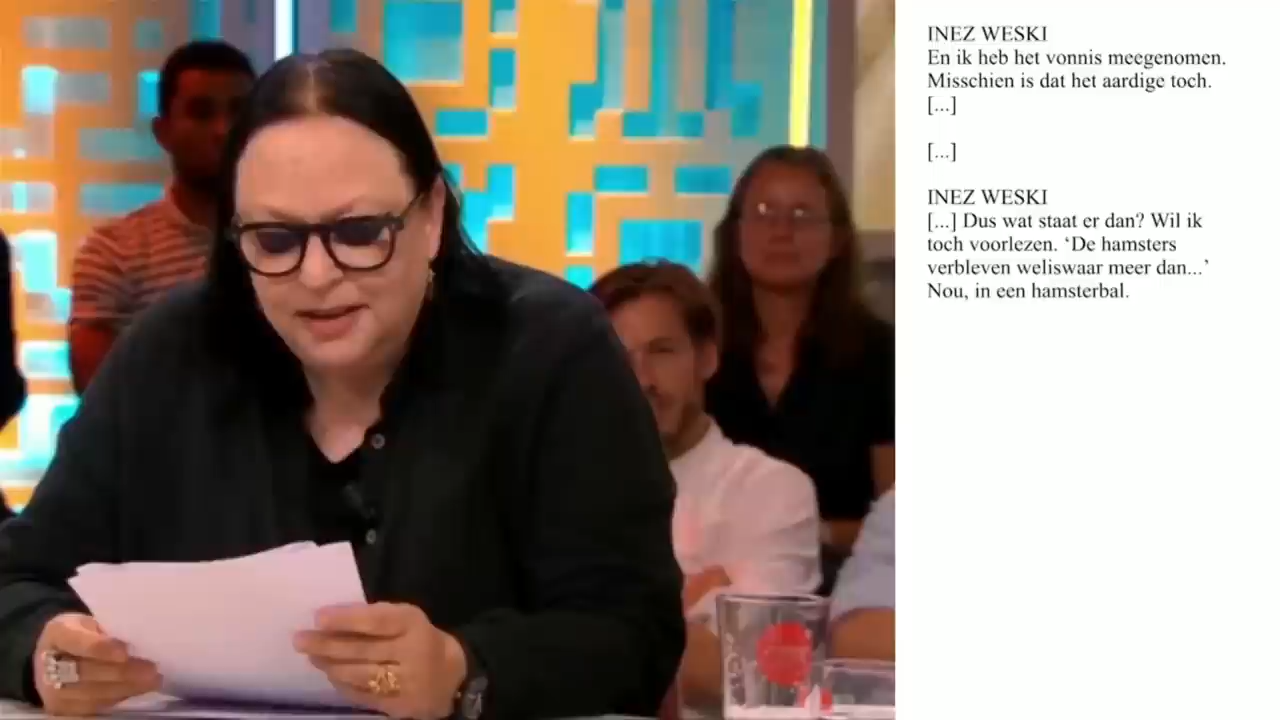 INEZ WESKI
En ik heb het vonnis meegenomen.
Misschien is dat het aardige toch.
[...]
[...]
INEZ WESKI
[...] Dus wat staat er dan? Wil ik
toch voorlezen. ‘De hamsters
verbleven weliswaar meer dan...’
Nou, in een hamsterbal.